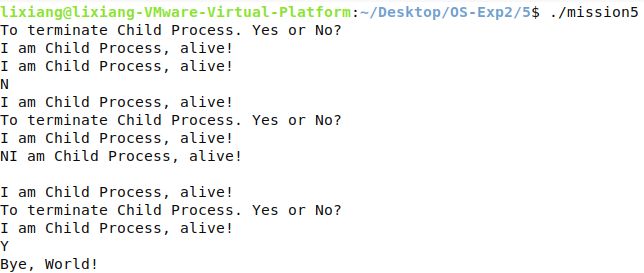 lixiang@lixiang-VMware-Virtual-Platform:~/Desktop/OS-Exp2/5$ ./mission5
To terminate Child Process. Yes or No?
I am Child Process, alive!
I am Child Process, alive!
N
I am Child Process, alive!
To terminate Child Process. Yes or No?
I am Child Process, alive!
NI am Child Process, alive!

I am Child Process, alive!
To terminate Child Process. Yes or No?
I am Child Process, alive!
Y
Bye, World!